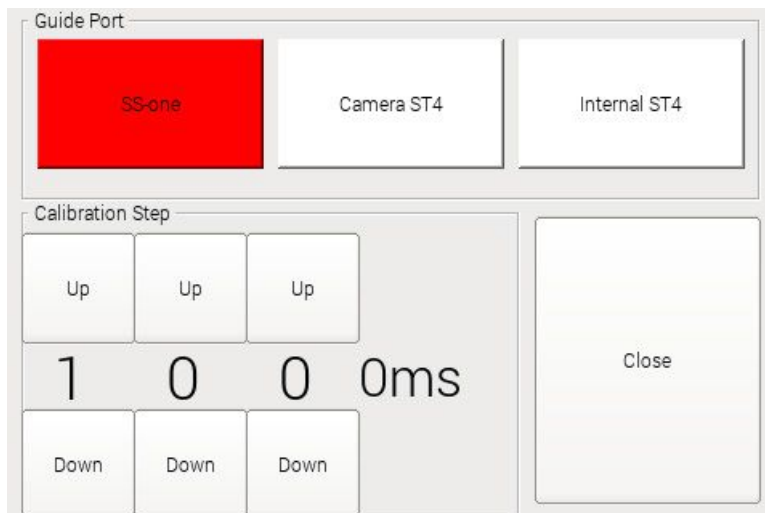 Guide Port
SS-one Camera ST4 Internal ST4
Calibration Step
Up Up Up
1 0 0 0ms
Close
Down Down Down